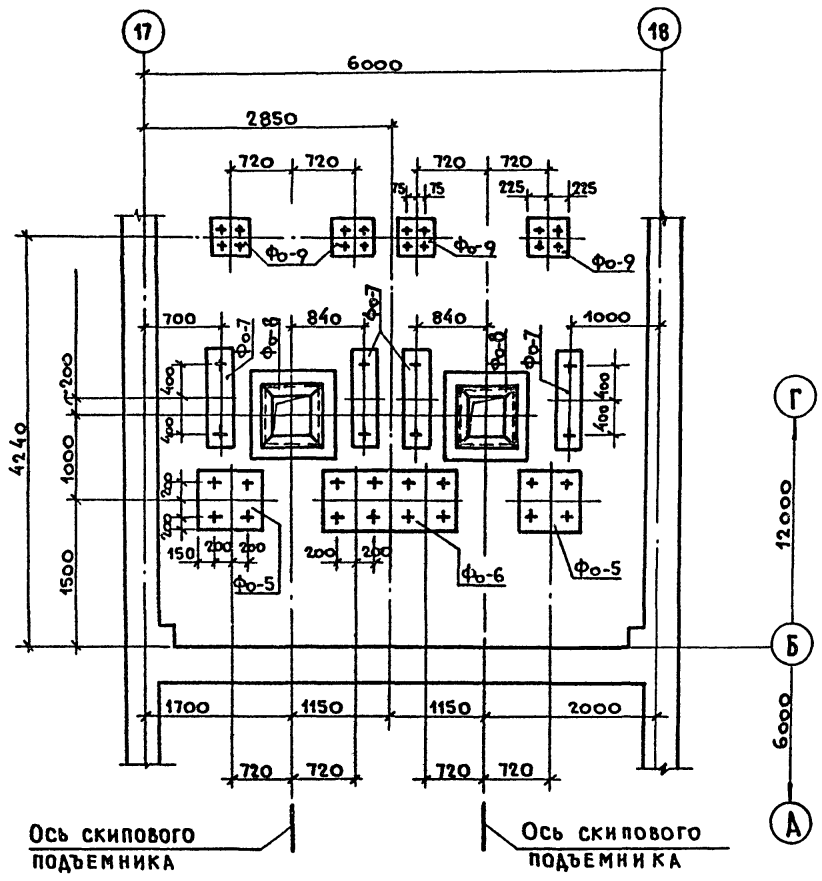 17
18
6000
2850
720 720 720 720
75 75 225 225
Фо-9 Фо-9 Фо-9
700 840 840 1000
Фо-7 Фо-8 Фо-7 Фо-8 Фо-7
400 400 400 400
200
1000
4240
1500
200 200
150 200 200 200 200
Фо-5 Фо-6 Фо-5
Г
12000
Б
6000
А
1700 1150 1150 2000
720 720 720 720
Ось скипового
подъемника
Ось скипового
подъемника